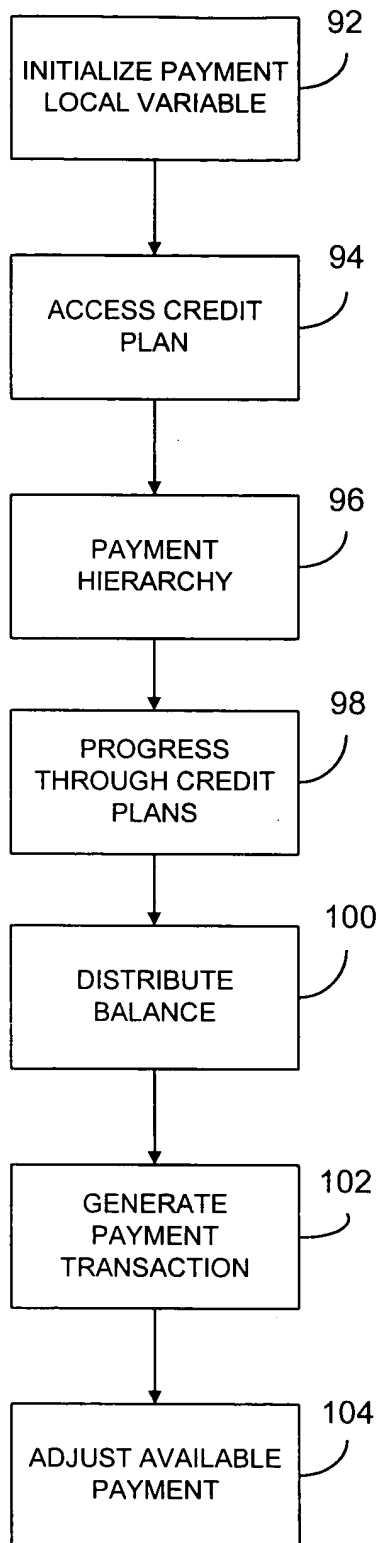 92
INITIALIZE PAYMENT
LOCAL VARIABLE
94
ACCESS CREDIT
PLAN
96
PAYMENT
HIERARCHY
98
PROGRESS
THROUGH CREDIT
PLANS
100
DISTRIBUTE
BALANCE
102
GENERATE
PAYMENT
TRANSACTION
104
ADJUST AVAILABLE
PAYMENT